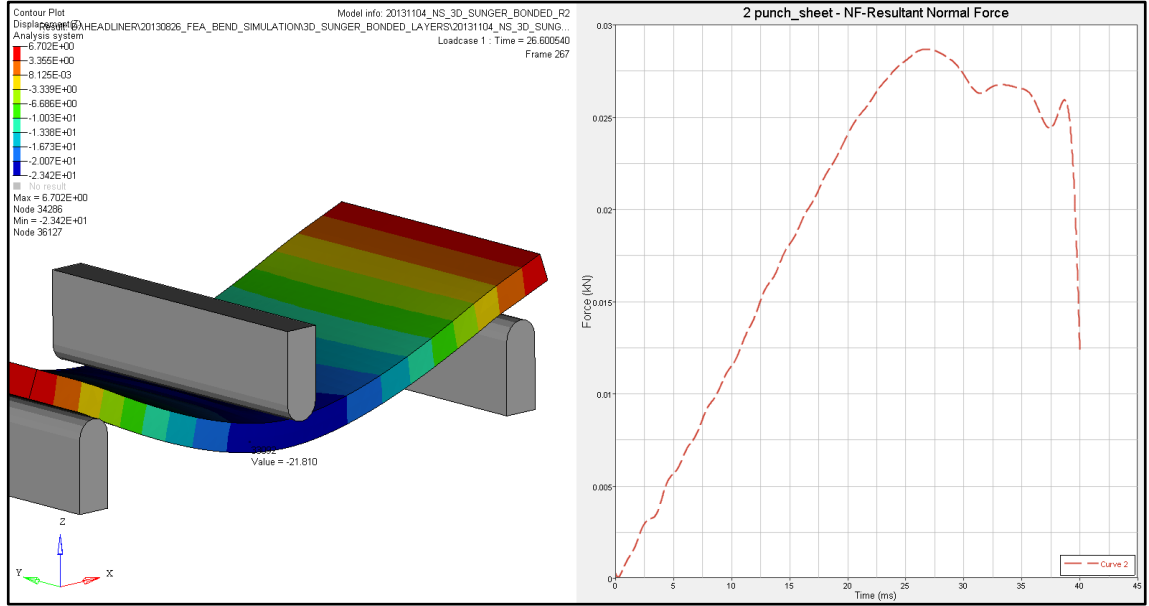 Contour Plot
Model info: 20131104_NS_3D_SUNGER_BONDED_R2
Analysis system
Loadcase 1 : Time = 26.600540
Frame 267
6.702E+00
3.355E+00
8.125E-03
-3.339E+00
-6.686E+00
-1.003E+01
-1.338E+01
-1.673E+01
-2.007E+01
-2.342E+01
No result
Max = 6.702E+00
Node 34286
Min = -2.342E+01
Node 36127
Value = -21.810
Z
Y
X
2 punch_sheet - NF-Resultant Normal Force
0.03
0.025
0.02
0.015
0.01
0.005
0
Force (kN)
0 5 10 15 20 25 30 35 40 45
Time (ms)
Curve 2